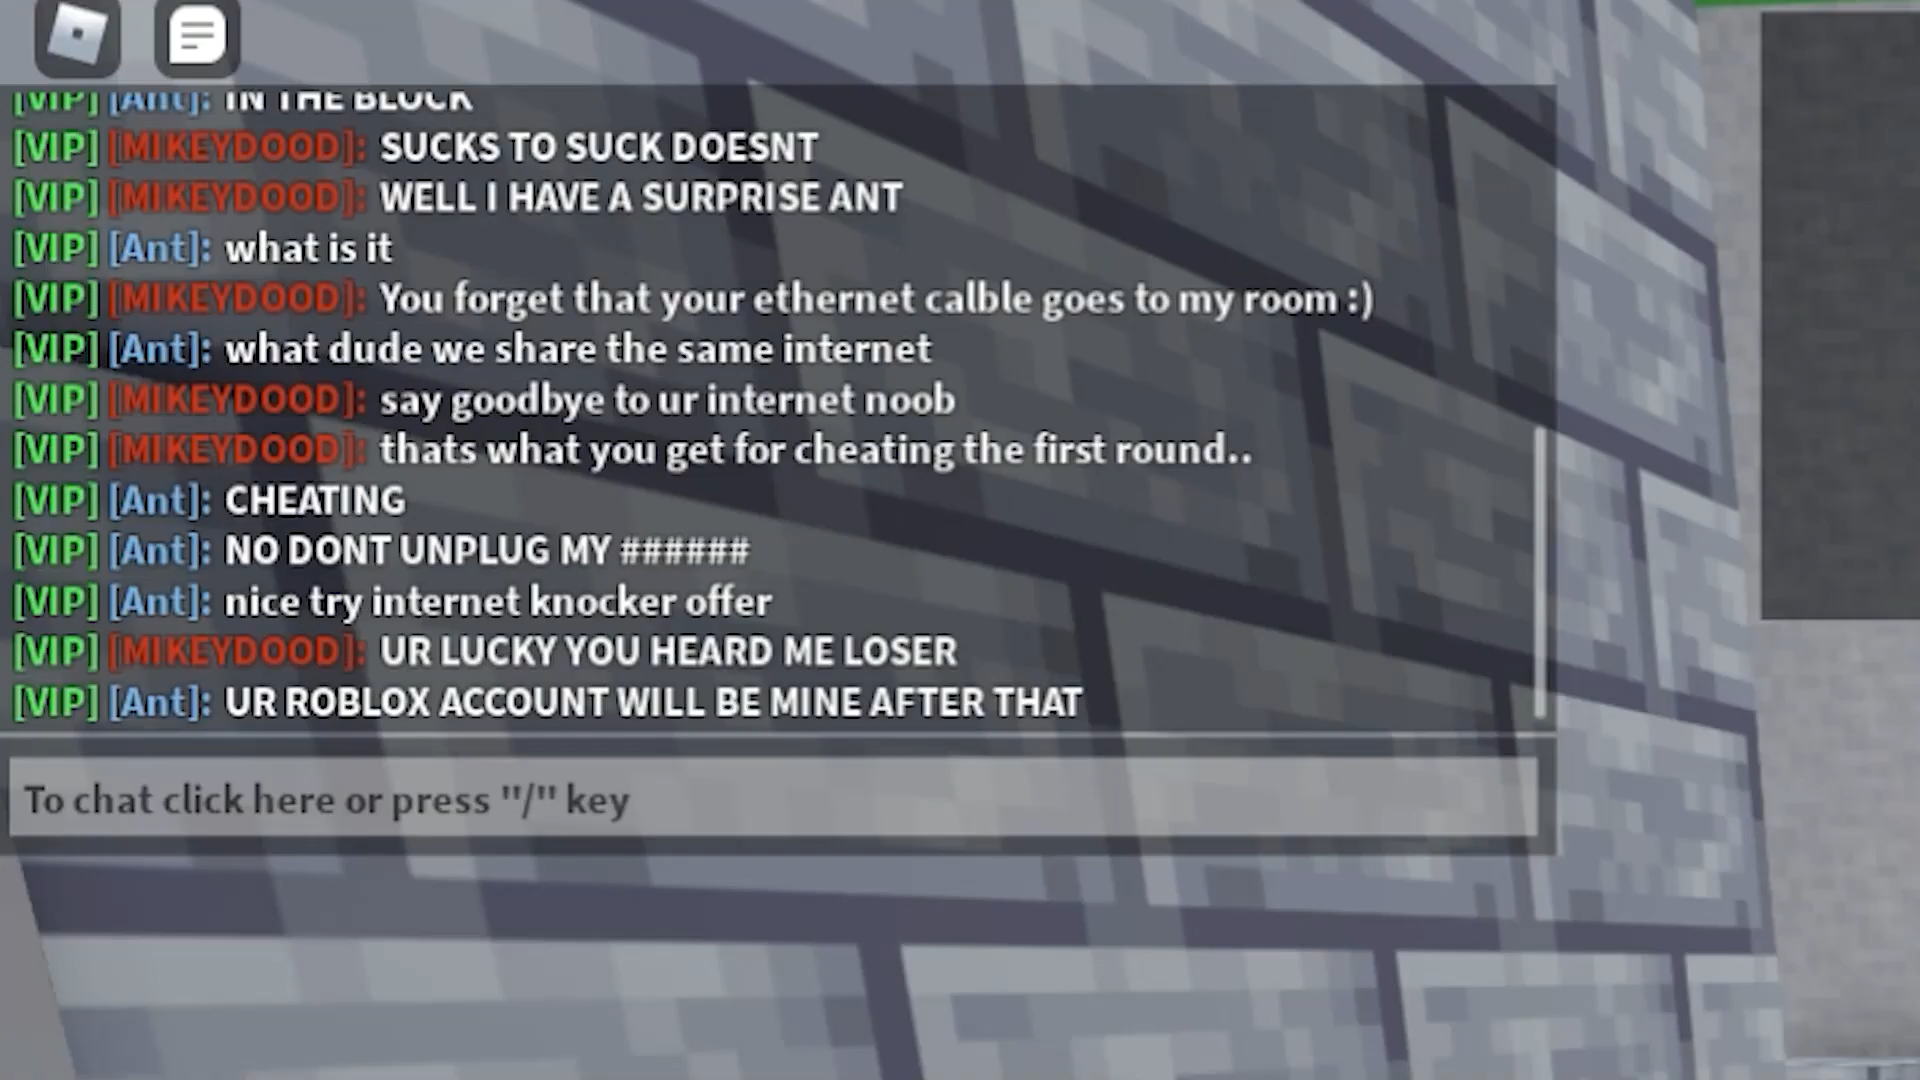 [VIP] [Ant]: IN THE BLOCK
[VIP] [MIKEYDOOD]: SUCKS TO SUCK DOESNT
[VIP] [MIKEYDOOD]: WELL I HAVE A SURPRISE ANT
[VIP] [Ant]: what is it
[VIP] [MIKEYDOOD]: You forget that your ethernet calble goes to my room :)
[VIP] [Ant]: what dude we share the same internet
[VIP] [MIKEYDOOD]: say goodbye to ur internet noob
[VIP] [MIKEYDOOD]: thats what you get for cheating the first round..
[VIP] [Ant]: CHEATING
[VIP] [Ant]: NO DONT UNPLUG MY ######
[VIP] [Ant]: nice try internet knocker offer
[VIP] [MIKEYDOOD]: UR LUCKY YOU HEARD ME LOSER
[VIP] [Ant]: UR ROBLOX ACCOUNT WILL BE MINE AFTER THAT
To chat click here or press "/" key